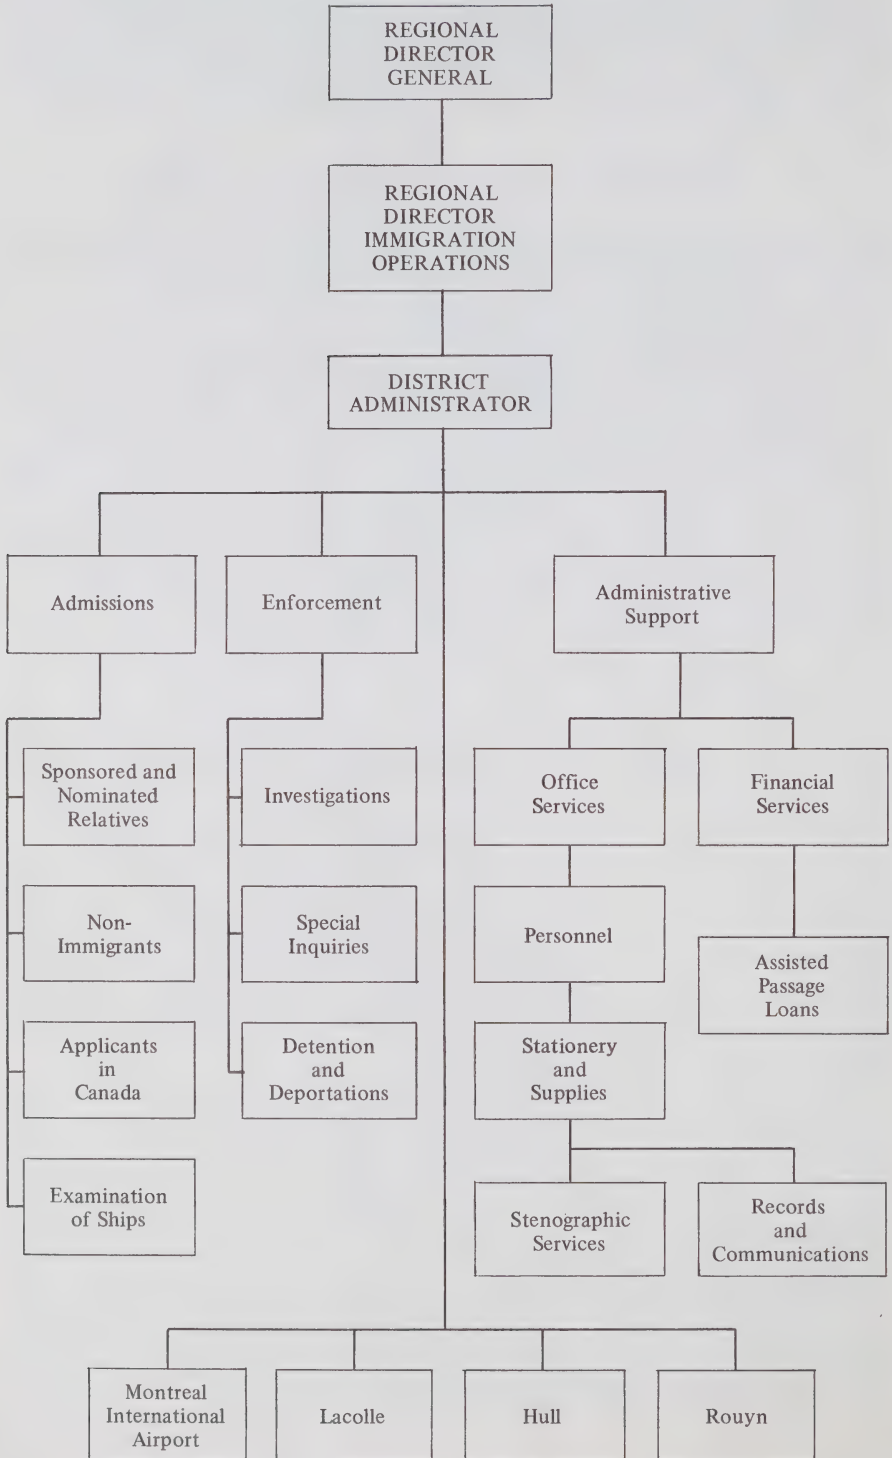 REGIONAL
DIRECTOR
GENERAL
REGIONAL
DIRECTOR
IMMIGRATION
OPERATIONS
DISTRICT
ADMINISTRATOR
Admissions
Enforcement
Administrative
Support
Sponsored and
Nominated
Relatives
Non-
Immigrants
Applicants
in
Canada
Examination
of Ships
Investigations
Special
Inquiries
Detention
and
Deportations
Office
Services
Personnel
Stationery
and
Supplies
Stenographic
Services
Financial
Services
Assisted
Passage
Loans
Records
and
Communications
Montreal
International
Airport
Lacolle
Hull
Rouyn